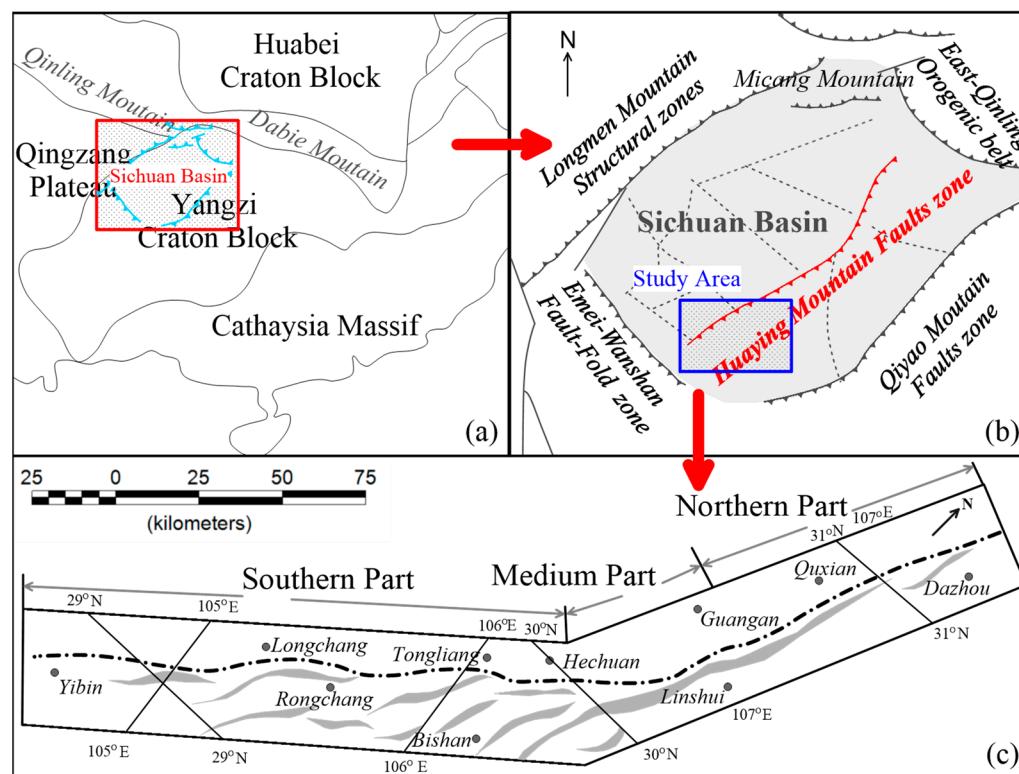 Huabei
Craton Block
Qinling Moutain
Dabie Moutain
Qingzang
Plateau
Sichuan Basin
Yangzi
Craton Block
Cathaysia Massif
(a)
N
Longmen Mountain
Structural zones
Micang Mountain
East-Qinling
Orogenic belt
Sichuan Basin
Huaying Mountain Faults zone
Study Area
Emei-Wanshan
Fault-Fold zone
Qiyao Moutain
Faults zone
(b)
25 0 25 50 75
(kilometers)
Northern Part
Medium Part
Southern Part
N
29°N
105°E
106°E
30°N
31°N
107°E
Longchang
Tongliang
Hechuan
Guangan
Quxian
Dazhou
Yibin
Rongchang
Bishan
Linshui
105°E
29°N
106°E
30°N
107°E
31°N
(c)